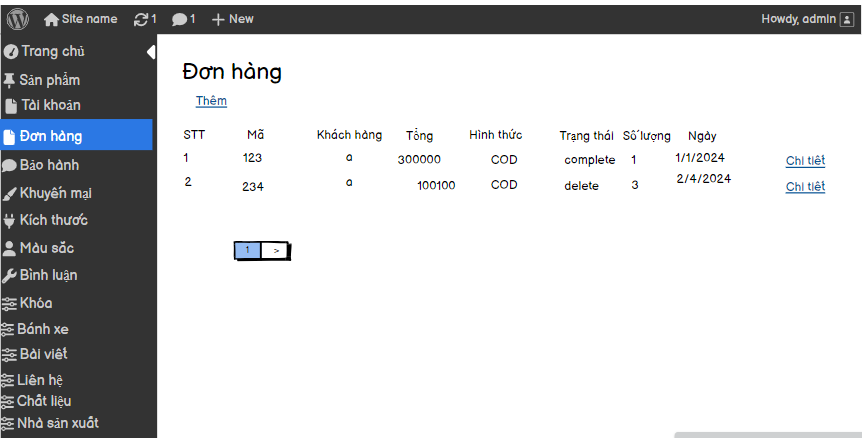 Site name 1 1 + New Howdy, admin
Trang chủ
Sản phẩm
Tài khoản
Đơn hàng
Bảo hành
Khuyến mại
Kích thước
Màu sắc
Bình luận
Khóa
Bánh xe
Bài viết
Liên hệ
Chất liệu
Nhà sản xuất
Đơn hàng
Thêm
STT Mã Khách hàng Tổng Hình thức Trạng thái Số lượng Ngày
1 123 a 300000 COD complete 1 1/1/2024 Chi tiết
2 234 a 100100 COD delete 3 2/4/2024 Chi tiết
1 >